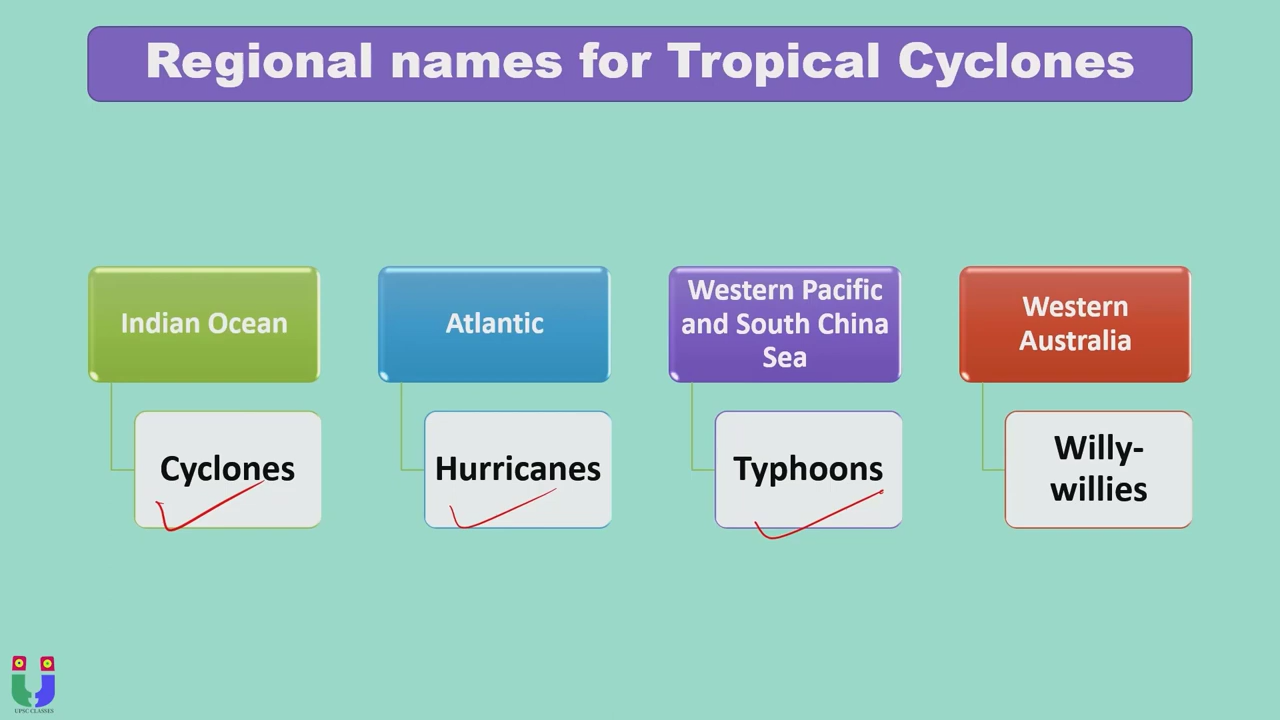 Regional names for Tropical Cyclones
Indian Ocean
Cyclones
Atlantic
Hurricanes
Western Pacific
and South China
Sea
Typhoons
Western
Australia
Willy-
willies
UPSC CLASSES